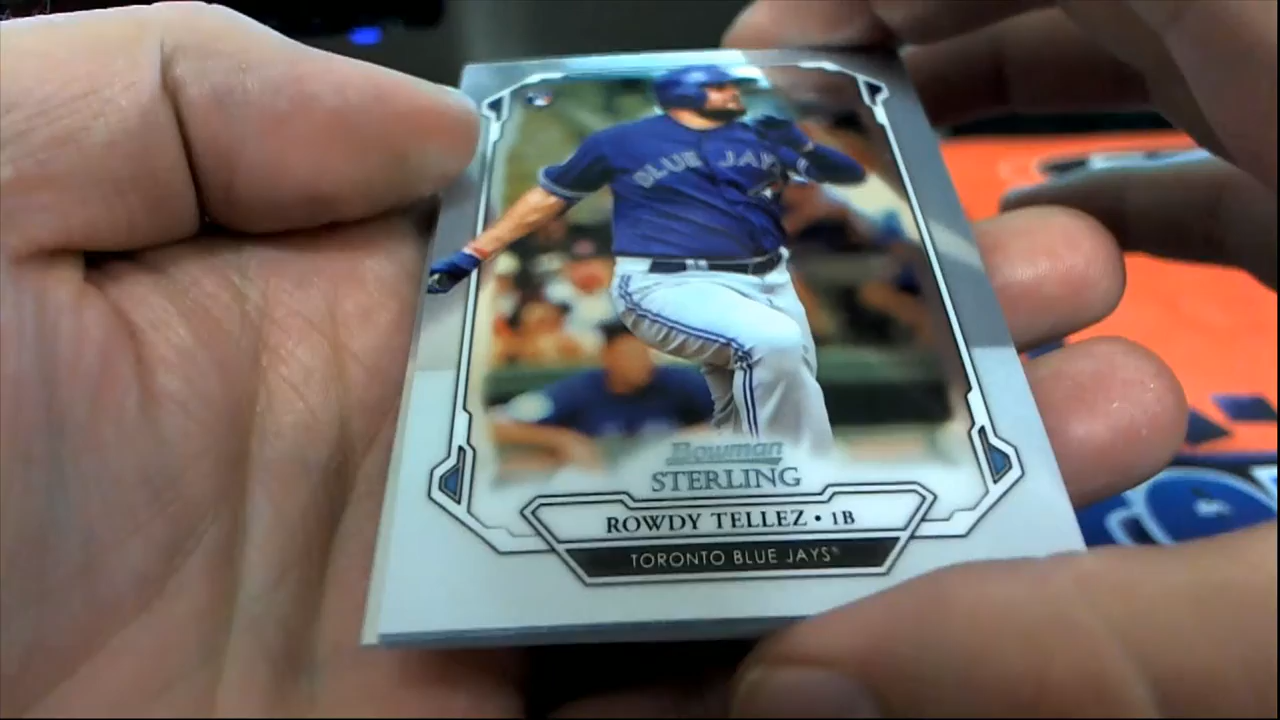 BLUE JAYS
Bowman
STERLING
ROWDY TELLEZ • 1B
TORONTO BLUE JAYS®